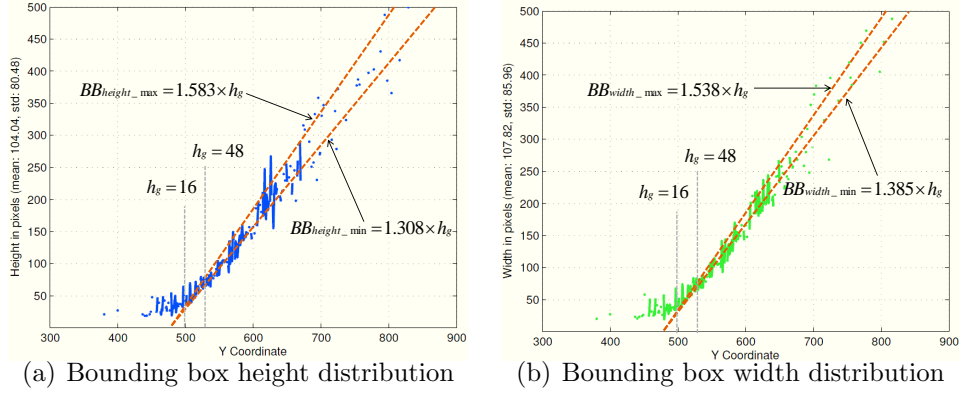 500
450
400
350
300
250
200
150
100
50
Height in pixels (mean: 104.04, std: 80.48)
BBheight_max=1.583×hg
hg = 48
hg = 16
BBheight_min=1.308×hg
300 400 500 600 700 800 900
Y Coordinate
(a) Bounding box height distribution
500
450
400
350
300
250
200
150
100
50
Width in pixels (mean: 107.82, std: 85.96)
BBwidth_max=1.538×hg
hg = 48
hg = 16
BBwidth_min=1.385×hg
300 400 500 600 700 800 900
Y Coordinate
(b) Bounding box width distribution